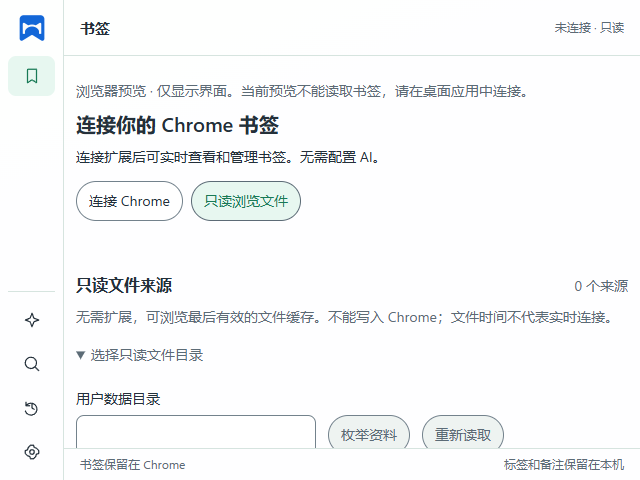 书签
未连接 · 只读
浏览器预览 · 仅显示界面。当前预览不能读取书签，请在桌面应用中连接。
连接你的 Chrome 书签
连接扩展后可实时查看和管理书签。无需配置 AI。
连接 Chrome
只读浏览文件
只读文件来源
0 个来源
无需扩展，可浏览最后有效的文件缓存。不能写入 Chrome；文件时间不代表实时连接。
▼ 选择只读文件目录
用户数据目录
枚举资料
重新读取
书签保留在 Chrome
标签和备注保留在本机